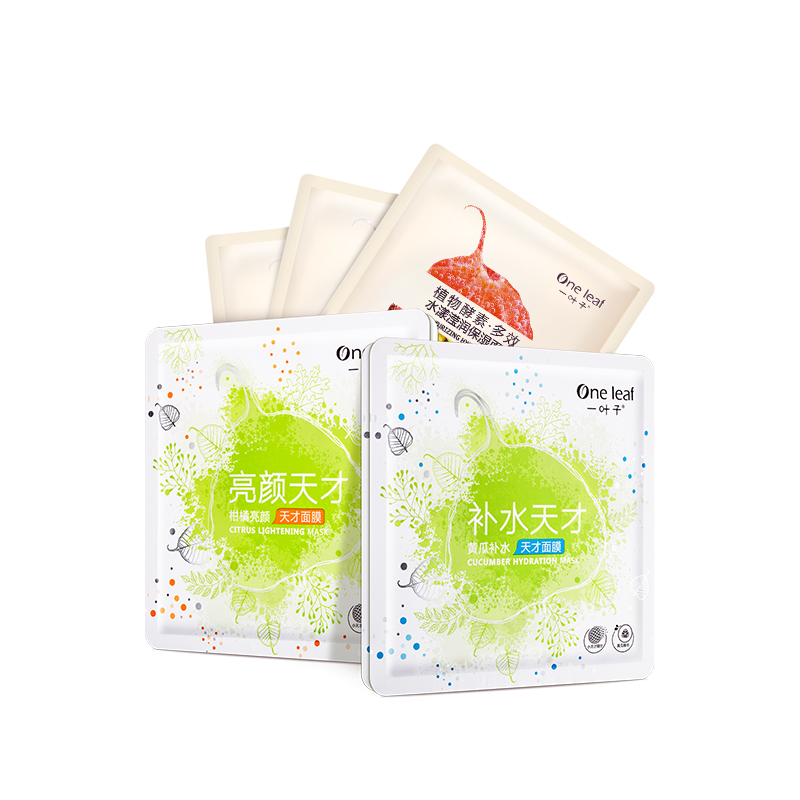 One leaf
一叶子®
植物酵素·多效
水漾滢润保湿面
One
一
亮颜天才
柑橘亮颜 天才面膜
CITRUS LIGHTENING MASK
One leaf
一叶子®
补水天才
黄瓜补水 天才面膜
CUCUMBER HYDRATION MASK